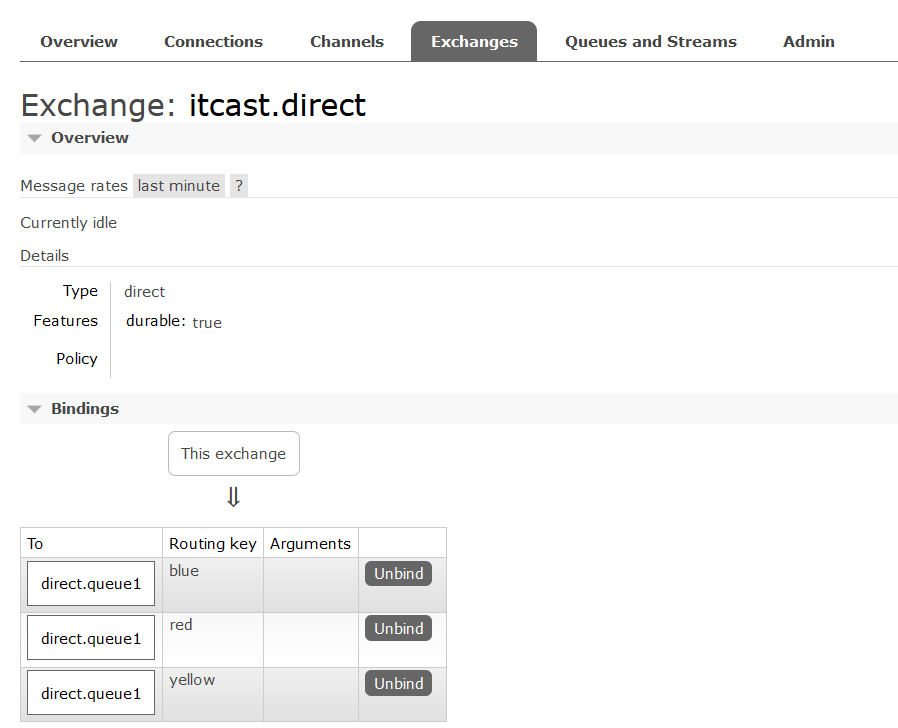 Overview Connections Channels Exchanges Queues and Streams Admin
Exchange: itcast.direct
Overview
Message rates last minute ?
Currently idle
Details
Type direct
Features durable: true
Policy
Bindings
This exchange
⇓
To Routing key Arguments
direct.queue1 blue Unbind
direct.queue1 red Unbind
direct.queue1 yellow Unbind